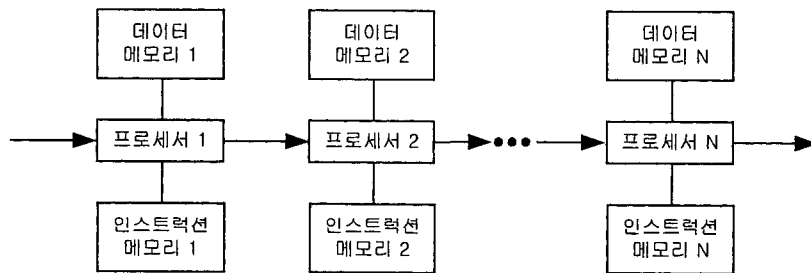 데이터
메모리 1
데이터
메모리 2
데이터
메모리 N
프로세서 1
프로세서 2
프로세서 N
인스트럭션
메모리 1
인스트럭션
메모리 2
인스트럭션
메모리 N